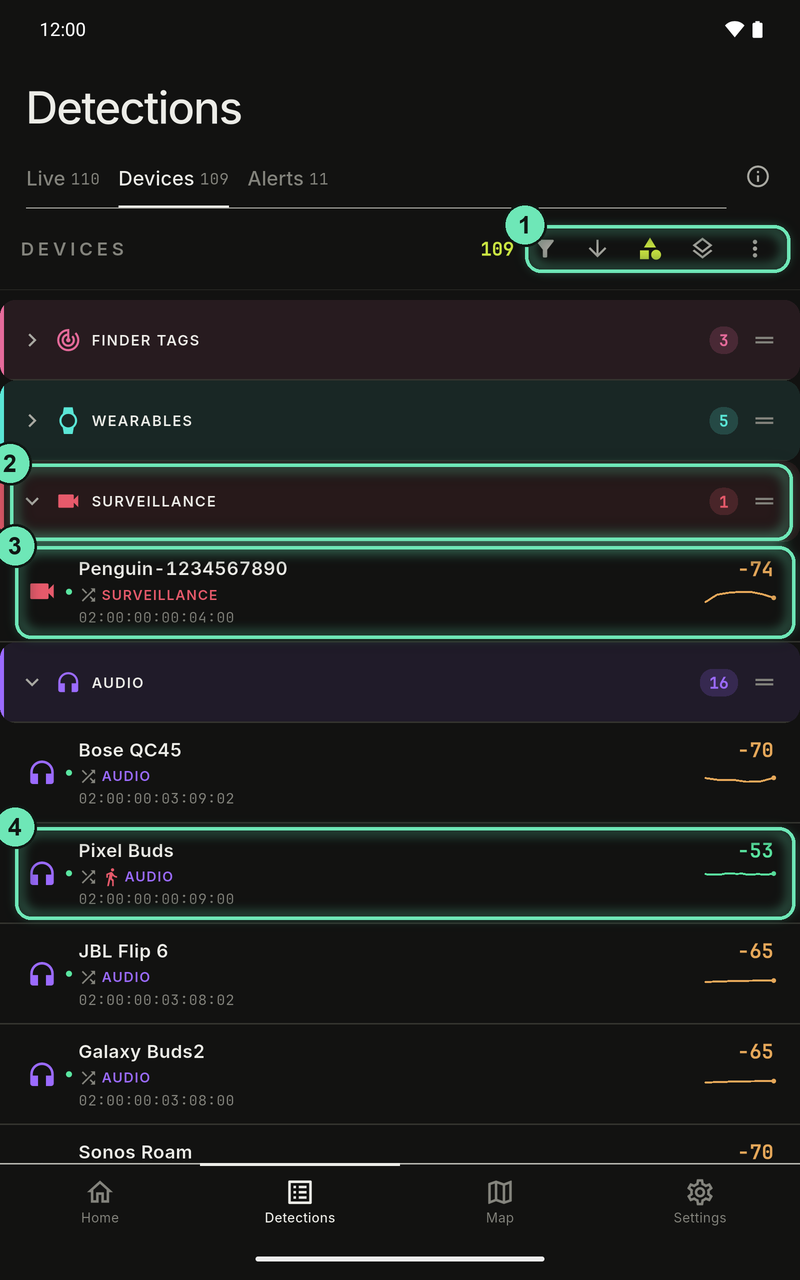 12:00
Detections
Live 110 Devices 109 Alerts 11
1
DEVICES 109
FINDER TAGS 3
WEARABLES 5
2
SURVEILLANCE 1
3
Penguin-1234567890 -74
SURVEILLANCE
02:00:00:00:04:00
AUDIO 16
Bose QC45 -70
AUDIO
02:00:00:03:09:02
4
Pixel Buds -53
AUDIO
02:00:00:00:09:00
JBL Flip 6 -65
AUDIO
02:00:00:03:08:02
Galaxy Buds2 -65
AUDIO
02:00:00:03:08:00
Sonos Roam -70
Home Detections Map Settings